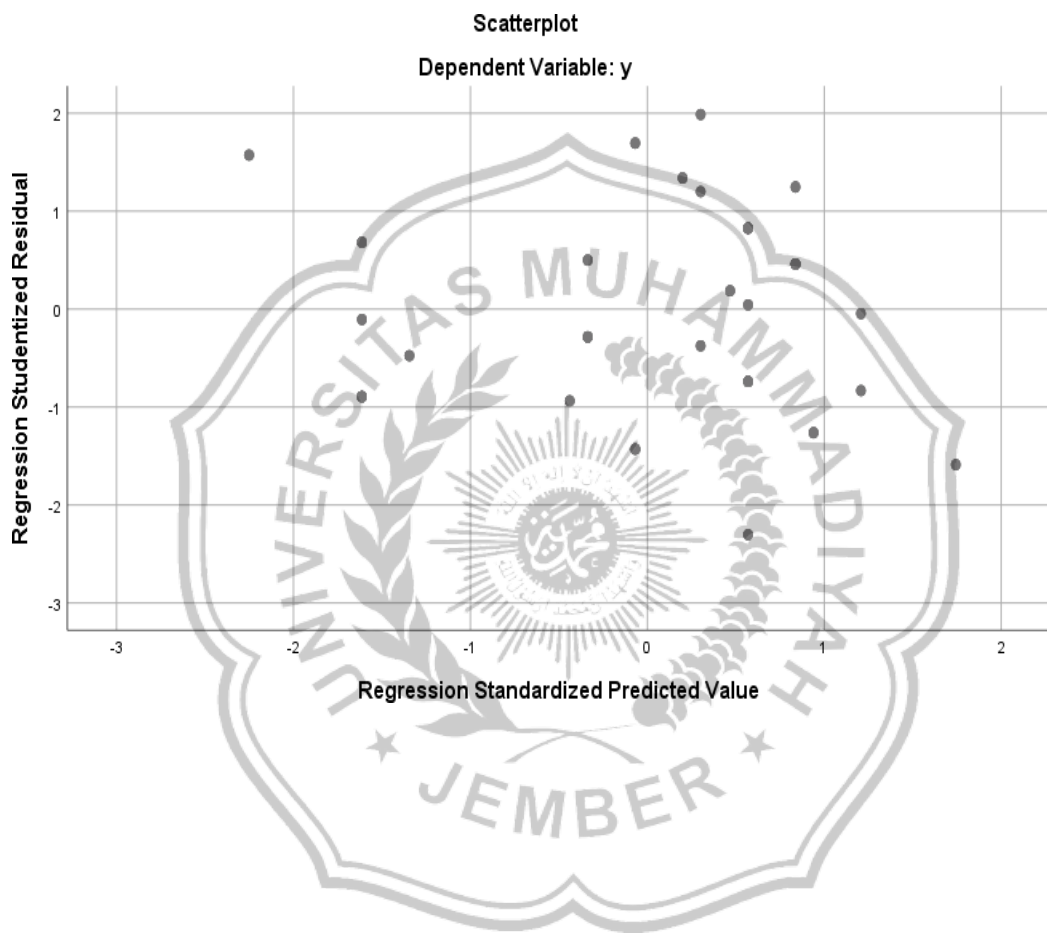 Scatterplot
Dependent Variable: y
Regression Studentized Residual
2
1
0
-1
-2
-3
-3
-2
-1
0
1
2
Regression Standardized Predicted Value
UNIVERSITAS MUHAMMADIYAH
JEMBER